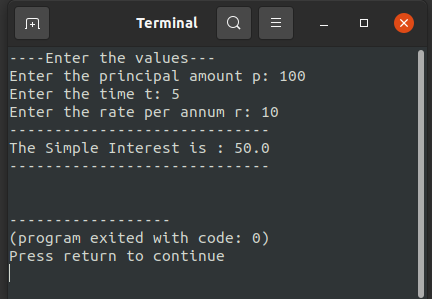 Terminal
----Enter the values---
Enter the principal amount p: 100
Enter the time t: 5
Enter the rate per annum r: 10
-----------------------------
The Simple Interest is : 50.0
-----------------------------
------------------
(program exited with code: 0)
Press return to continue